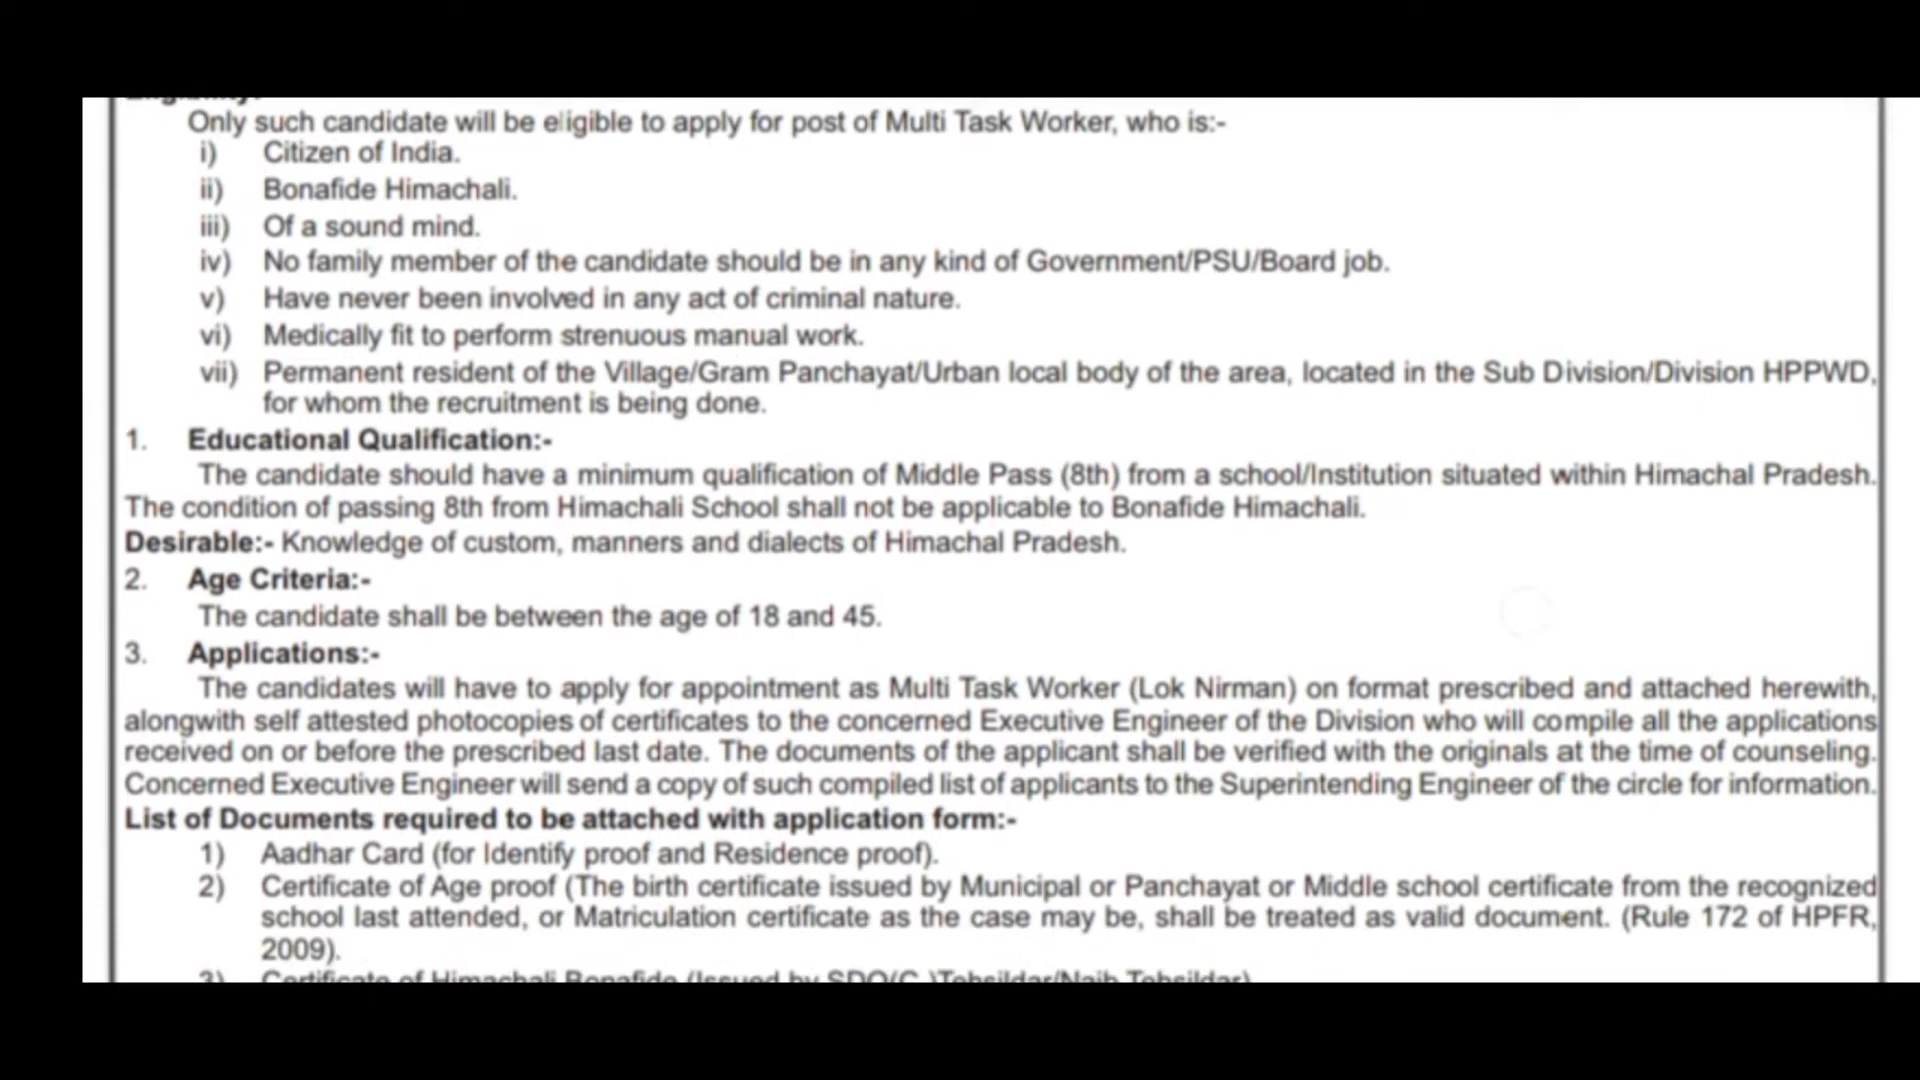 Only such candidate will be eligible to apply for post of Multi Task Worker, who is:-
i) Citizen of India.
ii) Bonafide Himachali.
iii) Of a sound mind.
iv) No family member of the candidate should be in any kind of Government/PSU/Board job.
v) Have never been involved in any act of criminal nature.
vi) Medically fit to perform strenuous manual work.
vii) Permanent resident of the Village/Gram Panchayat/Urban local body of the area, located in the Sub Division/Division HPPWD,
for whom the recruitment is being done.
1. Educational Qualification:-
The candidate should have a minimum qualification of Middle Pass (8th) from a school/Institution situated within Himachal Pradesh.
The condition of passing 8th from Himachali School shall not be applicable to Bonafide Himachali.
Desirable:- Knowledge of custom, manners and dialects of Himachal Pradesh.
2. Age Criteria:-
The candidate shall be between the age of 18 and 45.
3. Applications:-
The candidates will have to apply for appointment as Multi Task Worker (Lok Nirman) on format prescribed and attached herewith,
alongwith self attested photocopies of certificates to the concerned Executive Engineer of the Division who will compile all the applications
received on or before the prescribed last date. The documents of the applicant shall be verified with the originals at the time of counseling.
Concerned Executive Engineer will send a copy of such compiled list of applicants to the Superintending Engineer of the circle for information.
List of Documents required to be attached with application form:-
1) Aadhar Card (for Identify proof and Residence proof).
2) Certificate of Age proof (The birth certificate issued by Municipal or Panchayat or Middle school certificate from the recognized
school last attended, or Matriculation certificate as the case may be, shall be treated as valid document. (Rule 172 of HPFR,
2009).
3) Certificate of Himachali Bonafide (Issued by SDO(C.)Tehsildar/Naib Tehsildar)